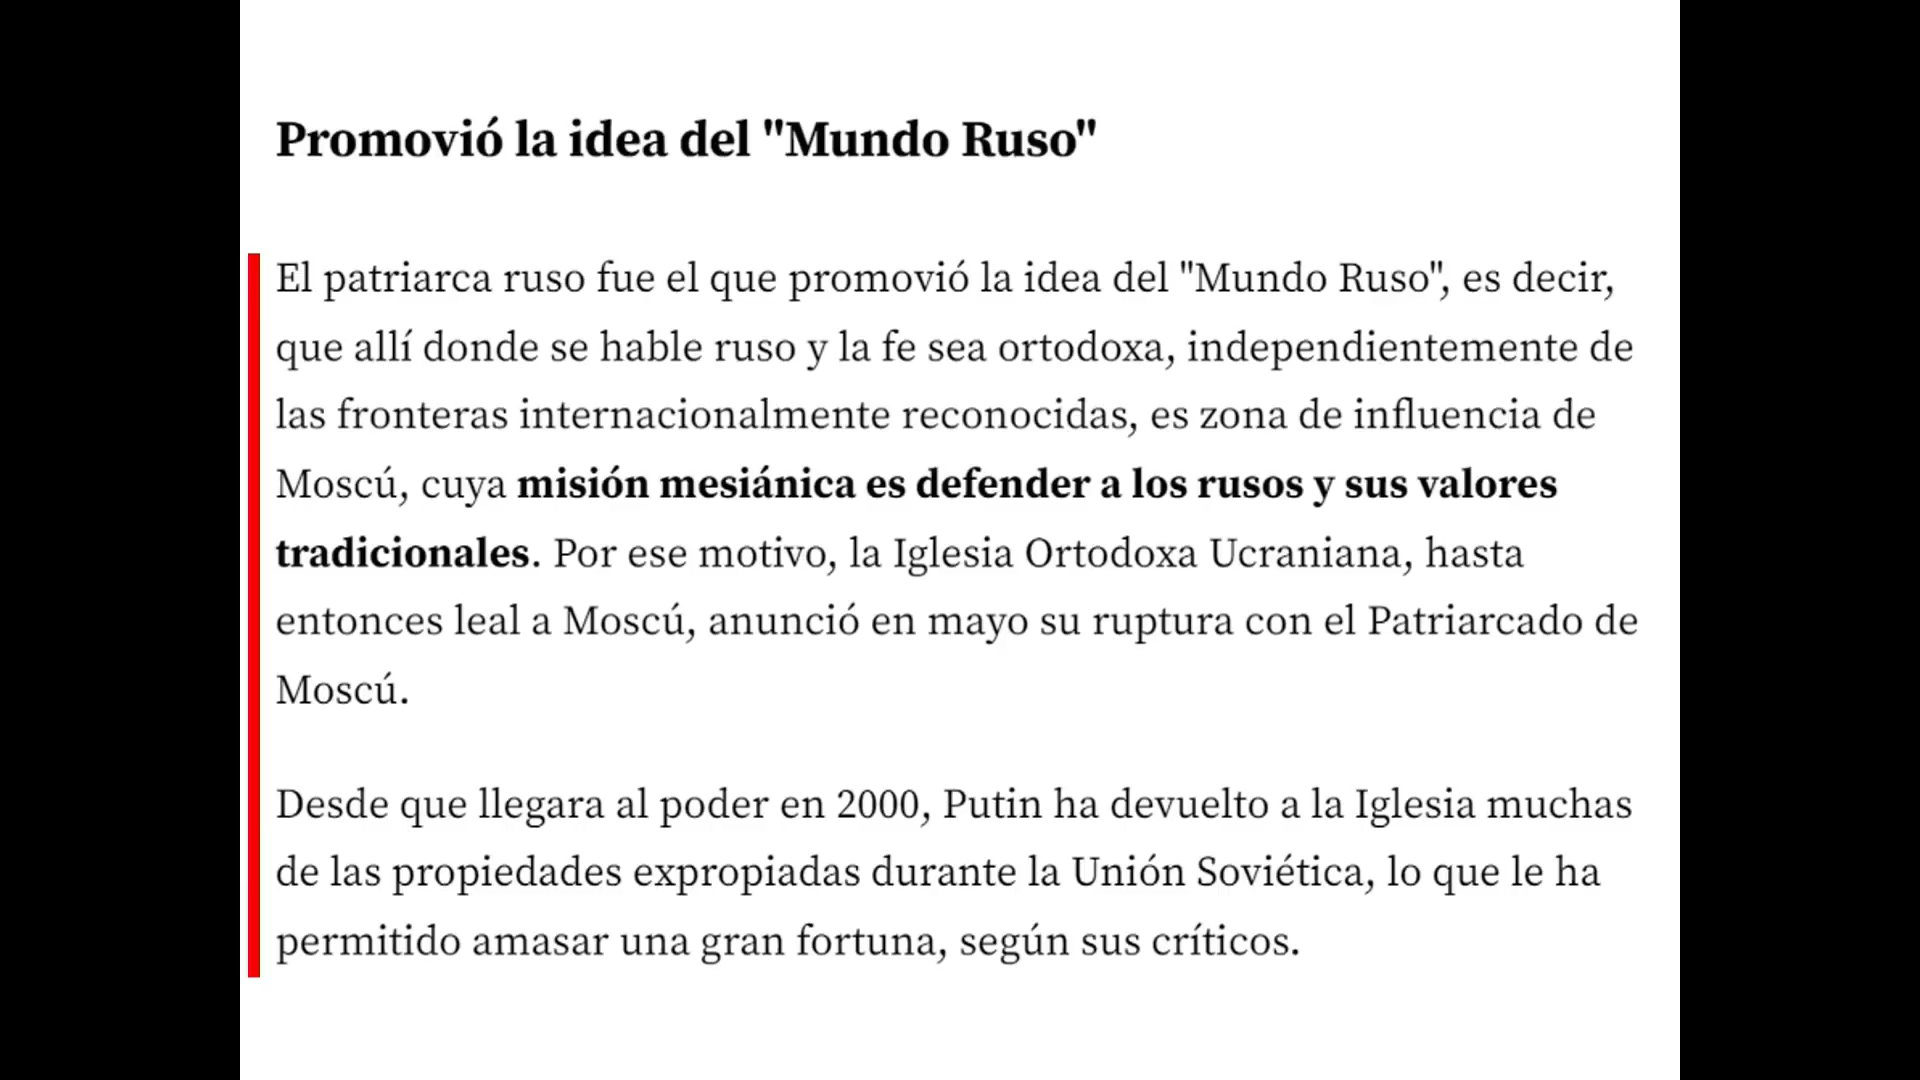 Promovió la idea del "Mundo Ruso"
El patriarca ruso fue el que promovió la idea del "Mundo Ruso", es decir,
que allí donde se hable ruso y la fe sea ortodoxa, independientemente de
las fronteras internacionalmente reconocidas, es zona de influencia de
Moscú, cuya misión mesiánica es defender a los rusos y sus valores
tradicionales. Por ese motivo, la Iglesia Ortodoxa Ucraniana, hasta
entonces leal a Moscú, anunció en mayo su ruptura con el Patriarcado de
Moscú.
Desde que llegara al poder en 2000, Putin ha devuelto a la Iglesia muchas
de las propiedades expropiadas durante la Unión Soviética, lo que le ha
permitido amasar una gran fortuna, según sus críticos.